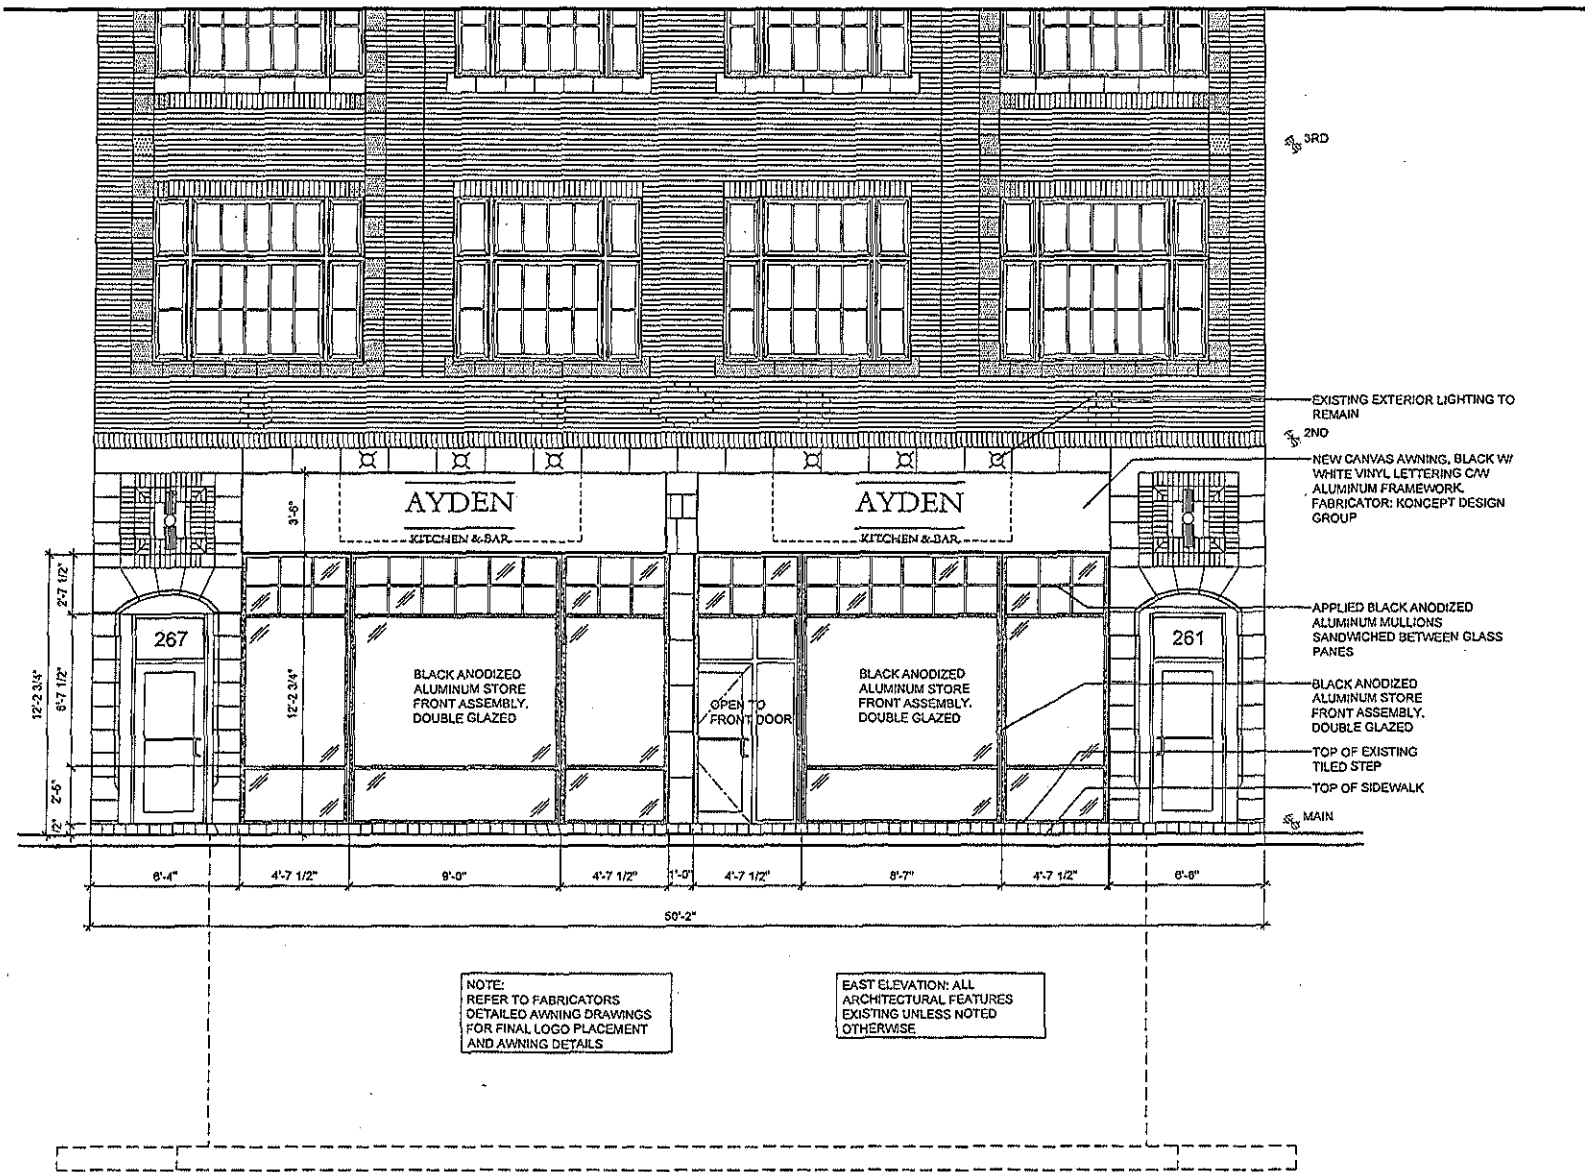 3RD
EXISTING EXTERIOR LIGHTING TO
REMAIN
2ND
NEW CANVAS AWNING, BLACK W/
WHITE VINYL LETTERING C/W
ALUMINUM FRAMEWORK.
FABRICATOR: KONCEPT DESIGN
GROUP
AYDEN
KITCHEN & BAR
AYDEN
KITCHEN & BAR
3'-6"
12'-2 3/4"
12'-2 3/4"
2'-7 1/2"
6'-7 1/2"
2'-6"
267
261
BLACK ANODIZED
ALUMINUM STORE
FRONT ASSEMBLY.
DOUBLE GLAZED
OPEN TO
FRONT DOOR
BLACK ANODIZED
ALUMINUM STORE
FRONT ASSEMBLY.
DOUBLE GLAZED
APPLIED BLACK ANODIZED
ALUMINUM MULLIONS
SANDWICHED BETWEEN GLASS
PANES
BLACK ANODIZED
ALUMINUM STORE
FRONT ASSEMBLY.
DOUBLE GLAZED
TOP OF EXISTING
TILED STEP
TOP OF SIDEWALK
MAIN
6'-4"
4'-7 1/2"
9'-0"
4'-7 1/2"
1'-0"
4'-7 1/2"
8'-7"
4'-7 1/2"
6'-6"
50'-2"
NOTE:
REFER TO FABRICATORS
DETAILED AWNING DRAWINGS
FOR FINAL LOGO PLACEMENT
AND AWNING DETAILS
EAST ELEVATION: ALL
ARCHITECTURAL FEATURES
EXISTING UNLESS NOTED
OTHERWISE